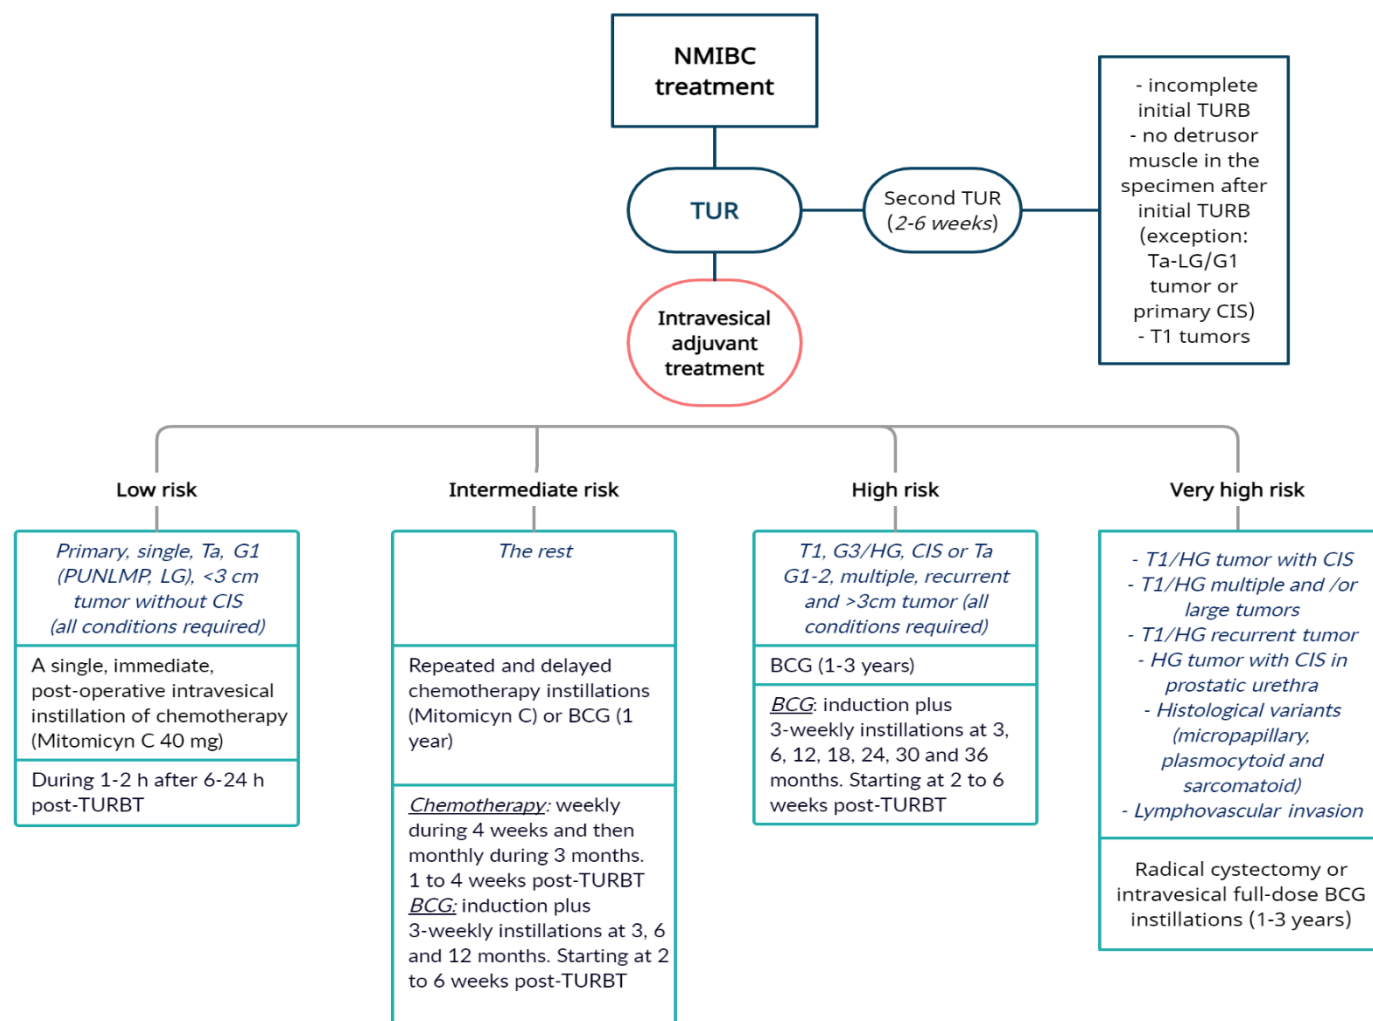 NMIBC
treatment
TUR
Second TUR
(2-6 weeks)
- incomplete
initial TURB
- no detrusor
muscle in the
specimen after
initial TURB
(exception:
Ta-LG/G1
tumor or
primary CIS)
- T1 tumors
Intravesical
adjuvant
treatment
Low risk
Primary, single, Ta, G1
(PUNLMP, LG), <3 cm
tumor without CIS
(all conditions required)
A single, immediate,
post-operative intravesical
instillation of chemotherapy
(Mitomicyn C 40 mg)
During 1-2 h after 6-24 h
post-TURBT
Intermediate risk
The rest
Repeated and delayed
chemotherapy instillations
(Mitomicyn C) or BCG (1
year)
Chemotherapy: weekly
during 4 weeks and then
monthly during 3 months.
1 to 4 weeks post-TURBT
BCG: induction plus
3-weekly instillations at 3, 6
and 12 months. Starting at 2
to 6 weeks post-TURBT
High risk
T1, G3/HG, CIS or Ta
G1-2, multiple, recurrent
and >3cm tumor (all
conditions required)
BCG (1-3 years)
BCG: induction plus
3-weekly instillations at 3,
6, 12, 18, 24, 30 and 36
months. Starting at 2 to 6
weeks post-TURBT
Very high risk
- T1/HG tumor with CIS
- T1/HG multiple and /or
large tumors
- T1/HG recurrent tumor
- HG tumor with CIS in
prostatic urethra
- Histological variants
(micropapillary,
plasmocytoid and
sarcomatoid)
- Lymphovascular invasion
Radical cystectomy or
intravesical full-dose BCG
instillations (1-3 years)